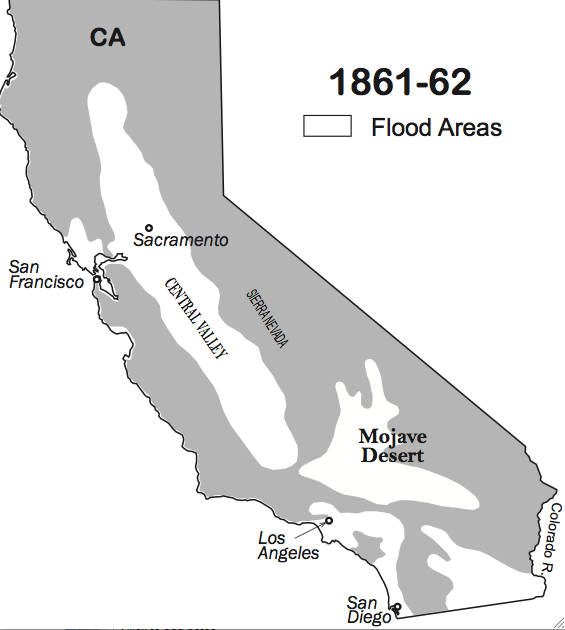 CA
1861-62
Flood Areas
Sacramento
San
Francisco
CENTRAL VALLEY
SIERRA NEVADA
Mojave
Desert
Los
Angeles
Colorado R.
San
Diego